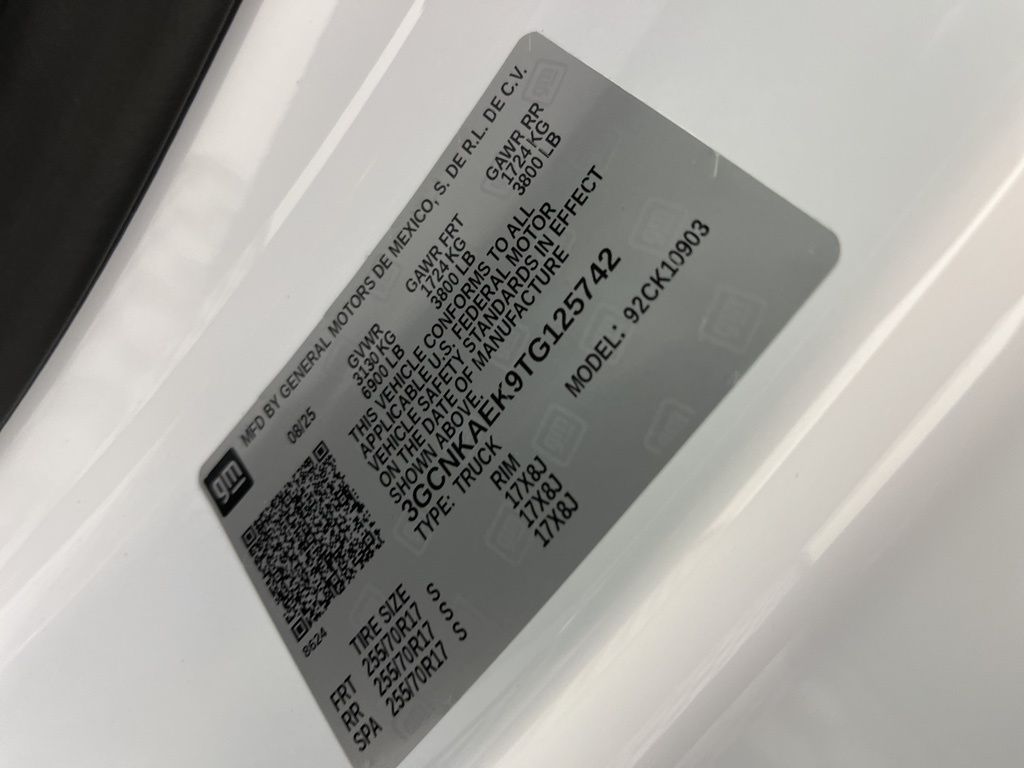 gm
MFD BY GENERAL MOTORS DE MEXICO, S. DE R.L. DE C.V.
08/25
GVWR GAWR FRT GAWR RR
3130 KG 1724 KG 1724 KG
6900 LB 3800 LB 3800 LB
THIS VEHICLE CONFORMS TO ALL
APPLICABLE U.S. FEDERAL MOTOR
VEHICLE SAFETY STANDARDS IN EFFECT
ON THE DATE OF MANUFACTURE
SHOWN ABOVE.
3GCNKAEK9TG125742
TYPE: TRUCK MODEL: 92CK10903
8624
TIRE SIZE RIM
FRT 255/70R17 S 17X8J
RR 255/70R17 S 17X8J
SPA 255/70R17 S 17X8J